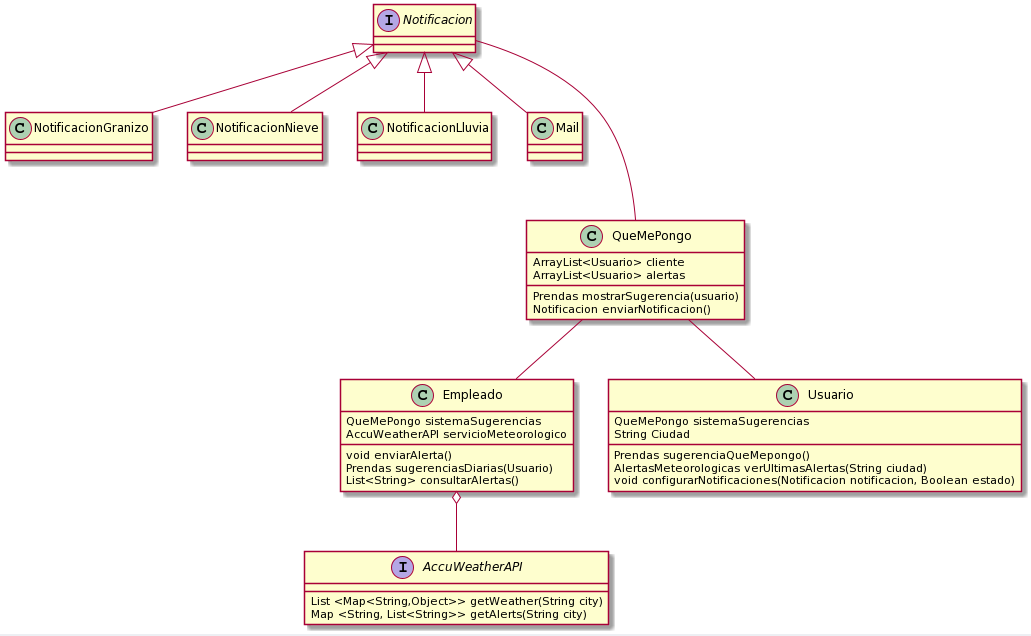 I Notificacion
C NotificacionGranizo
C NotificacionNieve
C NotificacionLluvia
C Mail
C QueMePongo
ArrayList<Usuario> cliente
ArrayList<Usuario> alertas
Prendas mostrarSugerencia(usuario)
Notificacion enviarNotificacion()
C Empleado
QueMePongo sistemaSugerencias
AccuWeatherAPI servicioMeteorologico
void enviarAlerta()
Prendas sugerenciasDiarias(Usuario)
List<String> consultarAlertas()
C Usuario
QueMePongo sistemaSugerencias
String Ciudad
Prendas sugerenciaQueMepongo()
AlertasMeteorologicas verUltimasAlertas(String ciudad)
void configurarNotificaciones(Notificacion notificacion, Boolean estado)
I AccuWeatherAPI
List <Map<String,Object>> getWeather(String city)
Map <String, List<String>> getAlerts(String city)